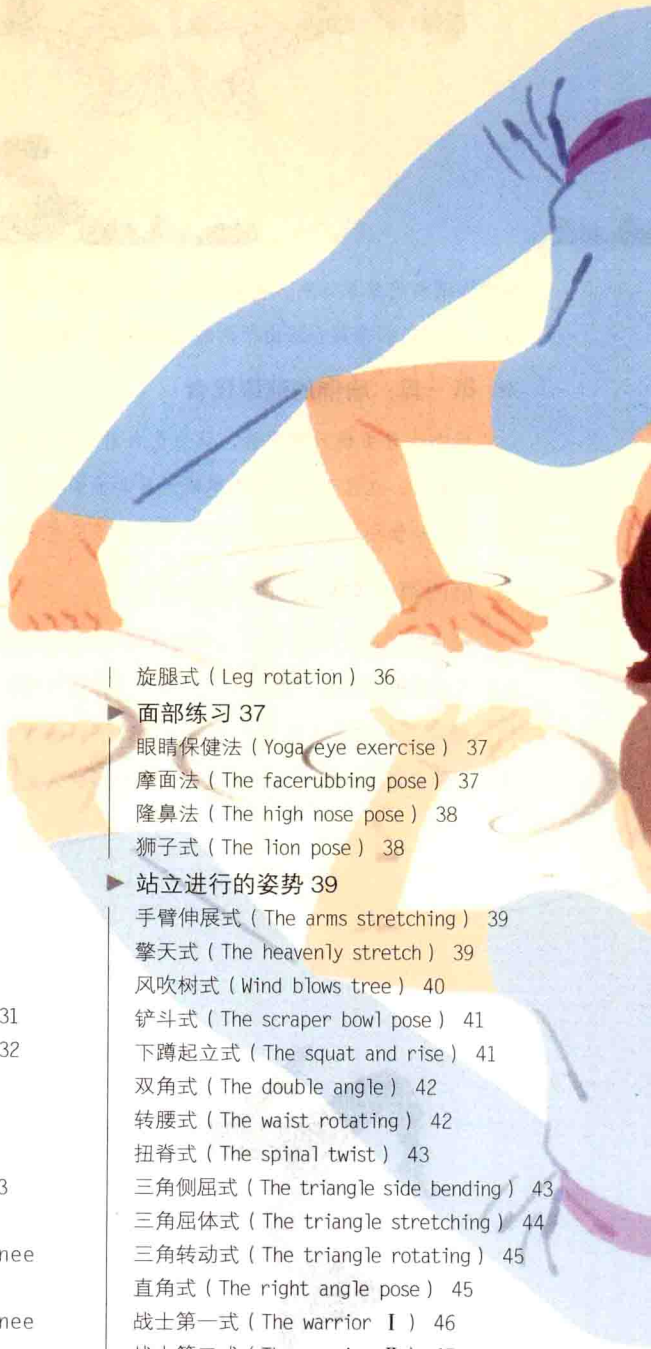 31
32
3
nee
nee
旋腿式（Leg rotation） 36
面部练习 37
眼睛保健法（Yoga eye exercise） 37
摩面法（The facerubbing pose） 37
隆鼻法（The high nose pose） 38
狮子式（The lion pose） 38
站立进行的姿势 39
手臂伸展式（The arms stretching） 39
擎天式（The heavenly stretch） 39
风吹树式（Wind blows tree） 40
铲斗式（The scraper bowl pose） 41
下蹲起立式（The squat and rise） 41
双角式（The double angle） 42
转腰式（The waist rotating） 42
扭脊式（The spinal twist） 43
三角侧屈式（The triangle side bending） 43
三角屈体式（The triangle stretching） 44
三角转动式（The triangle rotating） 45
直角式（The right angle pose） 45
战士第一式（The warrior Ⅰ） 46